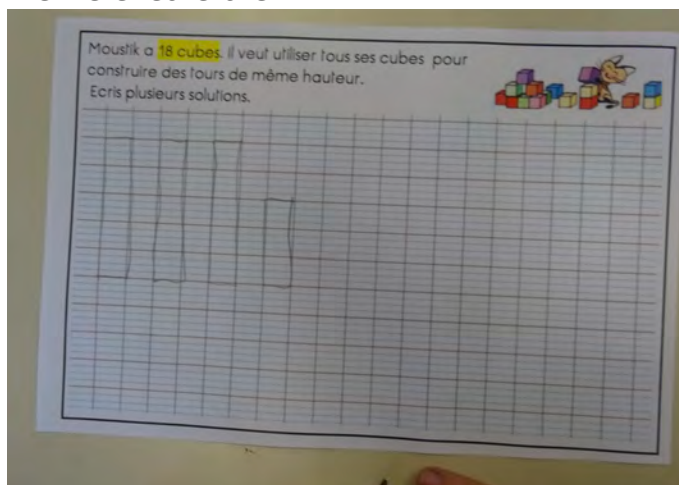 Moustik a 18 cubes. Il veut utiliser tous ses cubes pour
construire des tours de même hauteur.
Ecris plusieurs solutions.